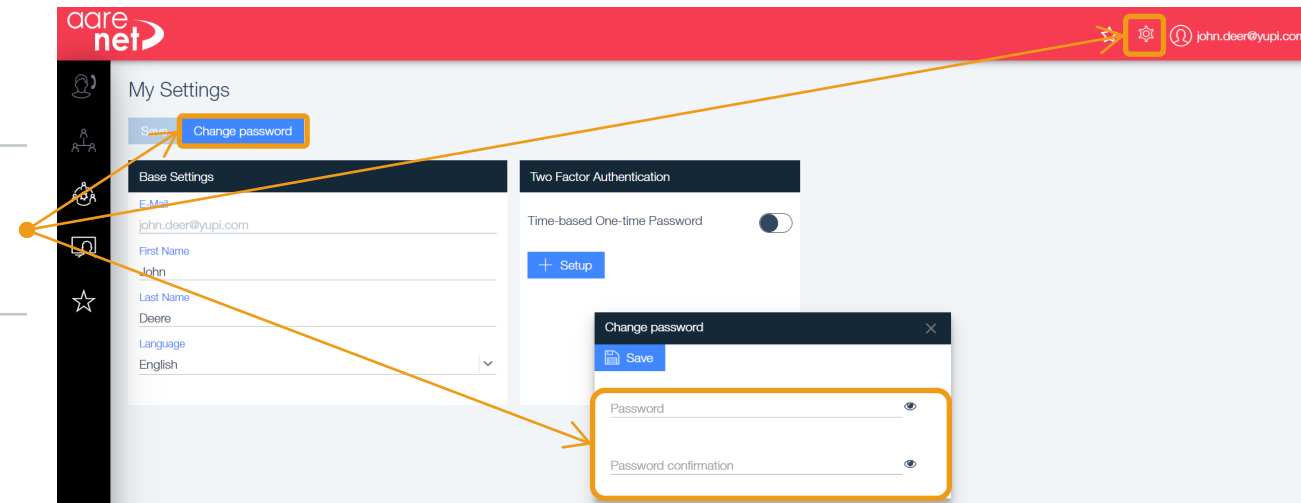 aare
net
john.deer@yupi.com
My Settings
Save
Change password
Base Settings
Two Factor Authentication
E-Mail
john.deer@yupi.com
Time-based One-time Password
First Name
John
Setup
Last Name
Deere
Language
English
Change password
Save
Password
Password confirmation